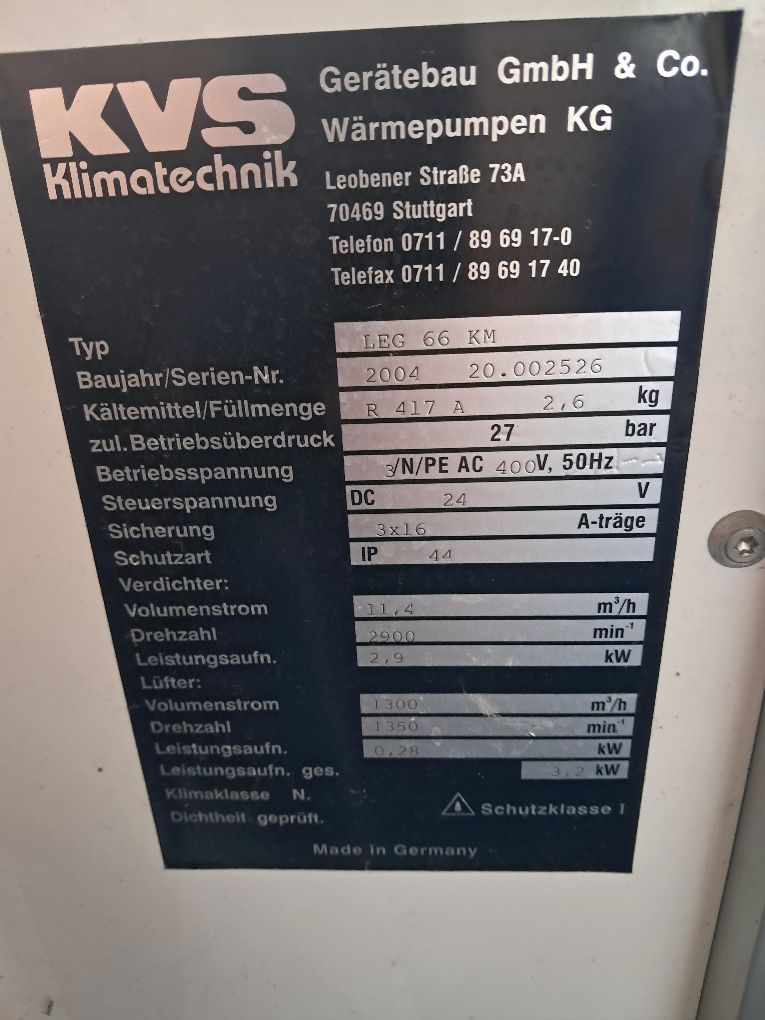 KVS
Klimatechnik
Gerätebau GmbH & Co.
Wärmepumpen KG
Leobener Straße 73A
70469 Stuttgart
Telefon 0711 / 89 69 17-0
Telefax 0711 / 89 69 17 40
Typ LEG 66 KM
Baujahr/Serien-Nr. 2004 20.002526
Kältemittel/Füllmenge R 417 A 2,6 kg
zul. Betriebsüberdruck 27 bar
Betriebsspannung 3/N/PE AC 400V, 50Hz
Steuerspannung DC 24 V
Sicherung 3x16 A-träge
Schutzart IP 44
Verdichter:
Volumenstrom 11,4 m³/h
Drehzahl 2900 min⁻¹
Leistungsaufn. 2,9 kW
Lüfter:
Volumenstrom 1300 m³/h
Drehzahl 1350 min⁻¹
Leistungsaufn. 0,28 kW
Leistungsaufn. ges. 3,2 kW
Klimaklasse N.
Dichtheit geprüft.
Schutzklasse I
Made in Germany